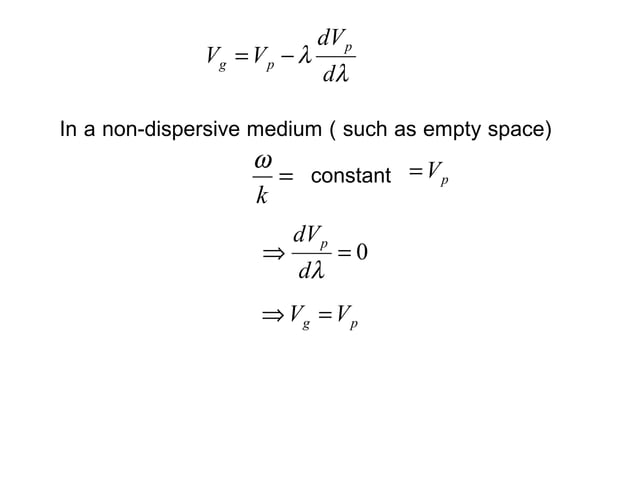 V_g = V_p − λ dV_p/dλ
In a non-dispersive medium ( such as empty space)
ω/k = constant = V_p
⇒ dV_p/dλ = 0
⇒ V_g = V_p